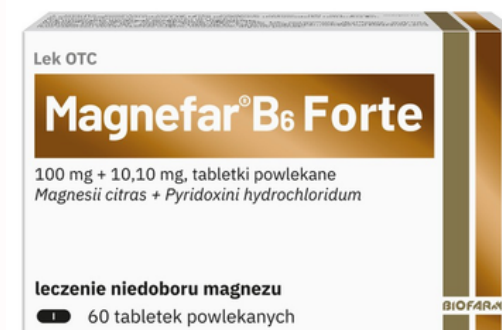 Lek OTC
Magnefar® B6 Forte
100 mg + 10,10 mg, tabletki powlekane
Magnesii citras + Pyridoxini hydrochloridum
leczenie niedoboru magnezu
60 tabletek powlekanych
BIOFARM